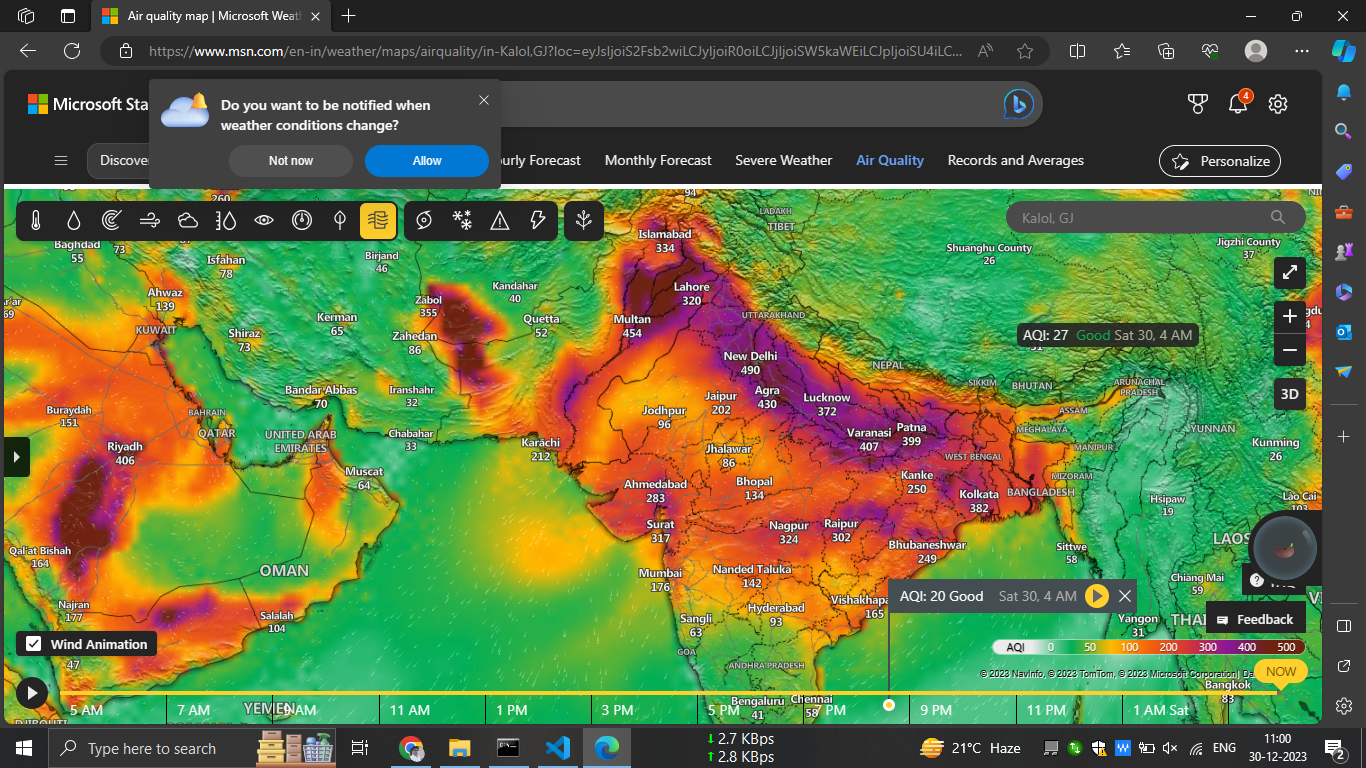 Air quality map | Microsoft Weath
https://www.msn.com/en-in/weather/maps/airquality/in-Kalol,GJ?loc=eyJsIjoiS2Fsb2wiLCJyIjoiR0oiLCJjIjoiSW5kaWEiLCJpIjoiSU4iLC...
Microsoft Sta
Do you want to be notified when
weather conditions change?
Not now
Allow
4
Discover
ourly Forecast
Monthly Forecast
Severe Weather
Air Quality
Records and Averages
Personalize
260
94
LADAKH
TIBET
Kalol, GJ
Baghdad
55
73
Isfahan
78
Birjand
46
Islamabad
334
Shuanghu County
26
Jigzhi County
37
Ahwaz
139
KUWAIT
Ar'ar
69
Zabol
355
Kandahar
40
Lahore
320
Kerman
65
Shiraz
73
Zahedan
86
Quetta
52
Multan
454
UTTARAKHAND
AQI: 27 Good Sat 30, 4 AM
New Delhi
490
NEPAL
SIKKIM
BHUTAN
ARUNACHAL
PRADESH
3D
Bandar Abbas
70
Iranshahr
32
Jaipur
202
Agra
430
Lucknow
372
Jodhpur
96
ASSAM
MEGHALAYA
Buraydah
151
BAHRAIN
QATAR
UNITED ARAB
EMIRATES
Chabahar
33
Karāchi
212
Varanasi
407
Patna
399
YUNNAN
Kunming
26
MANIPUR
Riyadh
406
Jhalawar
86
WEST BENGAL
Muscat
64
Ahmedabad
283
Bhopal
134
Kanke
250
MIZORAM
Kolkata
382
BANGLADESH
Hsipaw
19
Lao Cai
103
Surat
317
Nagpur
324
Raipur
302
Bhubaneshwar
249
LAOS
Qal'at Bishah
164
Sittwe
58
OMAN
Mumbai
176
Nanded Taluka
142
Chiang Mai
59
Najran
177
Salalah
104
Sangli
63
Hyderabad
93
Vishakhapa
165
AQI: 20 Good Sat 30, 4 AM
Yangon
31
THAI
Feedback
Wind Animation
47
GOA
AQI 0 50 100 200 300 400 500
ANDHRA PRADESH
© 2023 NavInfo, © 2023 TomTom, © 2023 Microsoft Corporation
NOW
Bangkok
83
YEMEN
Bengaluru
41
Chennai
58
5 AM
7 AM
9 AM
11 AM
1 PM
3 PM
5 PM
7 PM
9 PM
11 PM
1 AM Sat
DJIBOUTI
Type here to search
2.7 KBps
2.8 KBps
21°C Haze
ENG
11:00
30-12-2023
2